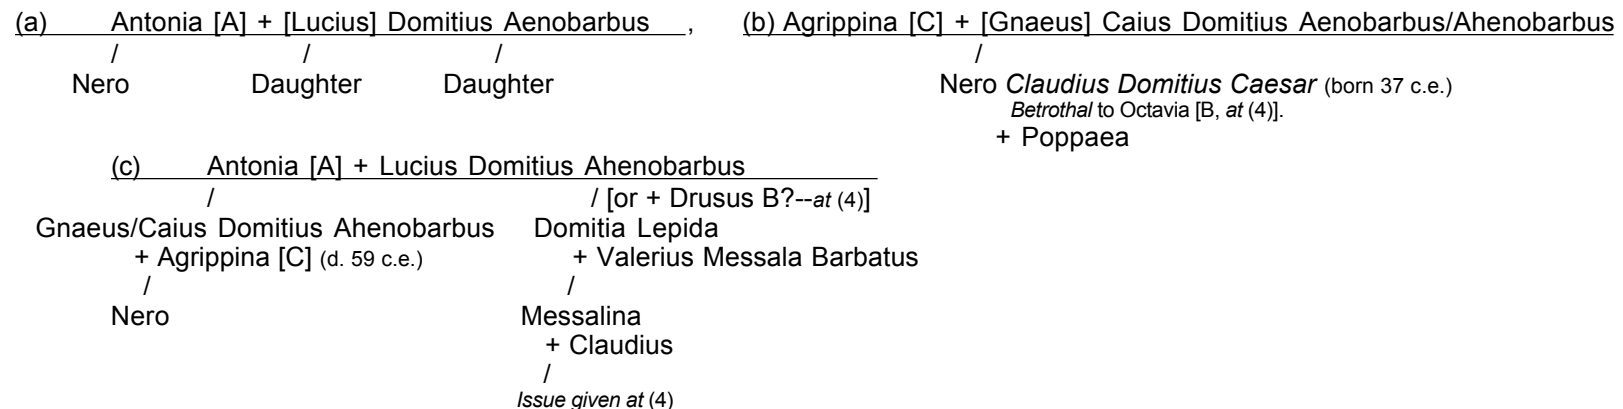 (a) Antonia [A] + [Lucius] Domitius Aenobarbus , (b) Agrippina [C] + [Gnaeus] Caius Domitius Aenobarbus/Ahenobarbus
/ / / /
Nero Daughter Daughter Nero Claudius Domitius Caesar (born 37 c.e.)
Betrothal to Octavia [B, at (4)].
+ Poppaea
(c) Antonia [A] + Lucius Domitius Ahenobarbus
/ / [or + Drusus B?--at (4)]
Gnaeus/Caius Domitius Ahenobarbus Domitia Lepida
+ Agrippina [C] (d. 59 c.e.) + Valerius Messala Barbatus
/ /
Nero Messalina
+ Claudius
/
Issue given at (4)